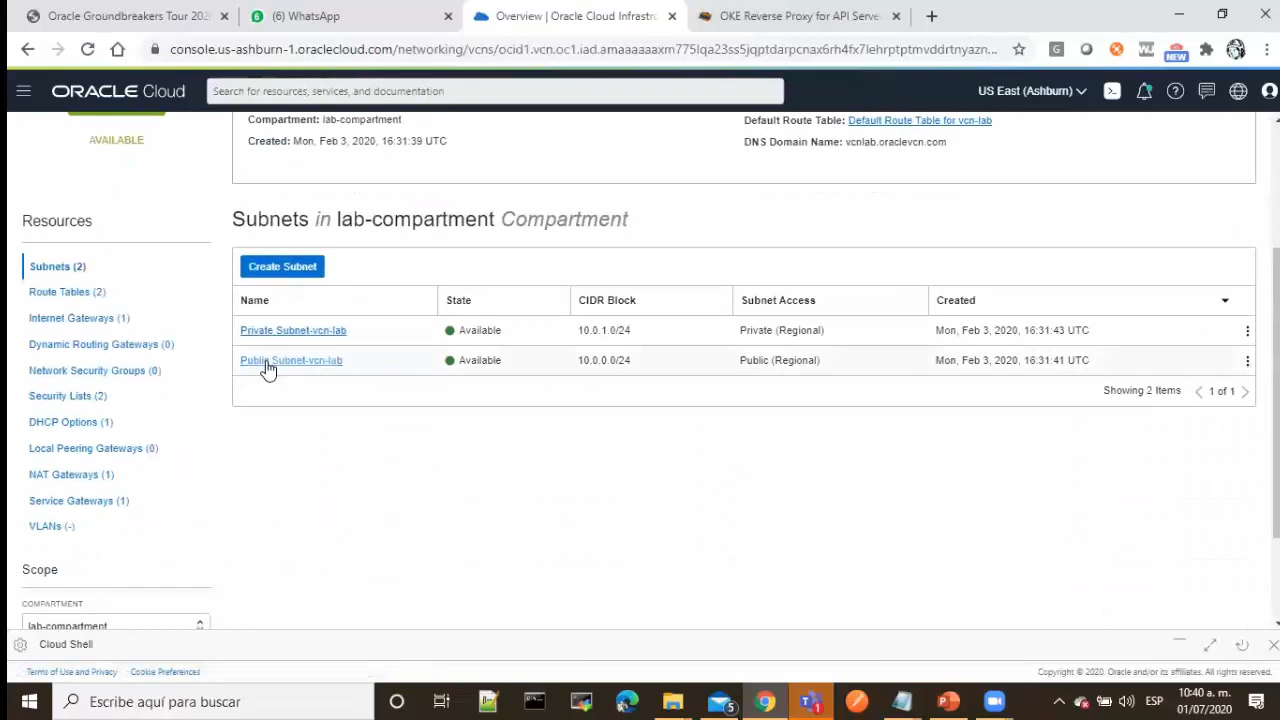 Oracle Groundbreakers Tour 202
(6) WhatsApp
Overview | Oracle Cloud Infrastr
OKE Reverse Proxy for API Serve
console.us-ashburn-1.oraclecloud.com/networking/vcns/ocid1.vcn.oc1.iad.amaaaaaaxm775lqa23ss5jqptdarpcnax6rh4fx7lehrptptmvddrtnyazn...
NEW
ORACLE Cloud
Search for resources, services, and documentation
US East (Ashburn)
AVAILABLE
Compartment: lab-compartment
Created: Mon, Feb 3, 2020, 16:31:39 UTC
Default Route Table: Default Route Table for vcn-lab
DNS Domain Name: vcnlab.oraclevcn.com
Resources
Subnets (2)
Route Tables (2)
Internet Gateways (1)
Dynamic Routing Gateways (0)
Network Security Groups (0)
Security Lists (2)
DHCP Options (1)
Local Peering Gateways (0)
NAT Gateways (1)
Service Gateways (1)
VLANs (-)
Scope
COMPARTMENT
lab-compartment
Subnets in lab-compartment Compartment
Create Subnet
Name State CIDR Block Subnet Access Created
Private Subnet-vcn-lab Available 10.0.1.0/24 Private (Regional) Mon, Feb 3, 2020, 16:31:43 UTC
Public Subnet-vcn-lab Available 10.0.0.0/24 Public (Regional) Mon, Feb 3, 2020, 16:31:41 UTC
Showing 2 Items < 1 of 1 >
Cloud Shell
Terms of Use and Privacy Cookie Preferences
Copyright © 2020, Oracle and/or its affiliates. All rights reserved.
Escribe aquí para buscar
5
1
ESP
10:40 a. m.
01/07/2020